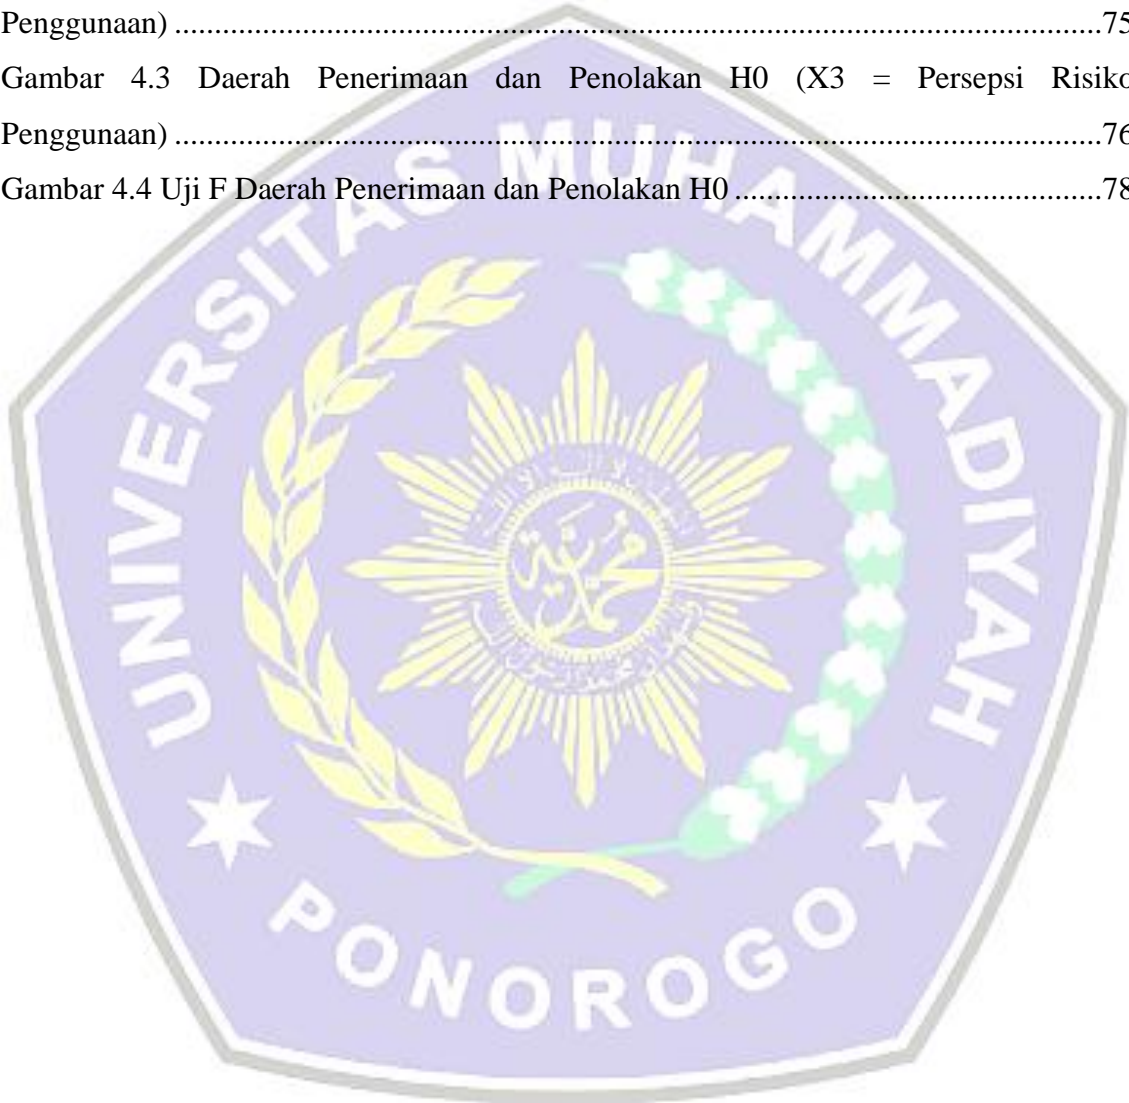 Penggunaan) ....................................................................................................................75
Gambar 4.3 Daerah Penerimaan dan Penolakan H0 (X3 = Persepsi Risiko
Penggunaan) ....................................................................................................................76
Gambar 4.4 Uji F Daerah Penerimaan dan Penolakan H0 ..............................................78
UNIVERSITAS MUHAMMADIYAH
محمدية
PONOROGO